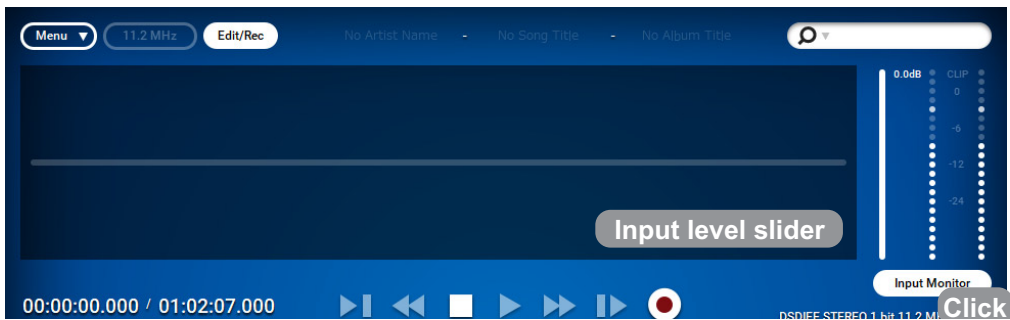 Menu ▼ 11.2 MHz Edit/Rec No Artist Name - No Song Title - No Album Title
0.0dB CLIP
0
-6
-12
-24
Input level slider
Input Monitor
00:00:00.000 / 01:02:07.000
DSDIFF STEREO 1 bit 11.2 M
Click